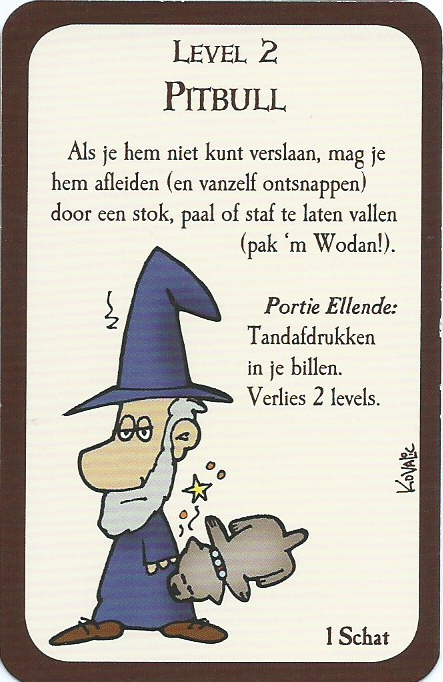 Level 2
Pitbull
Als je hem niet kunt verslaan, mag je
hem afleiden (en vanzelf ontsnappen)
door een stok, paal of staf te laten vallen
(pak ‘m Wodan!).
Portie Ellende:
Tandafdrukken
in je billen.
Verlies 2 levels.
Kovalic
1 Schat